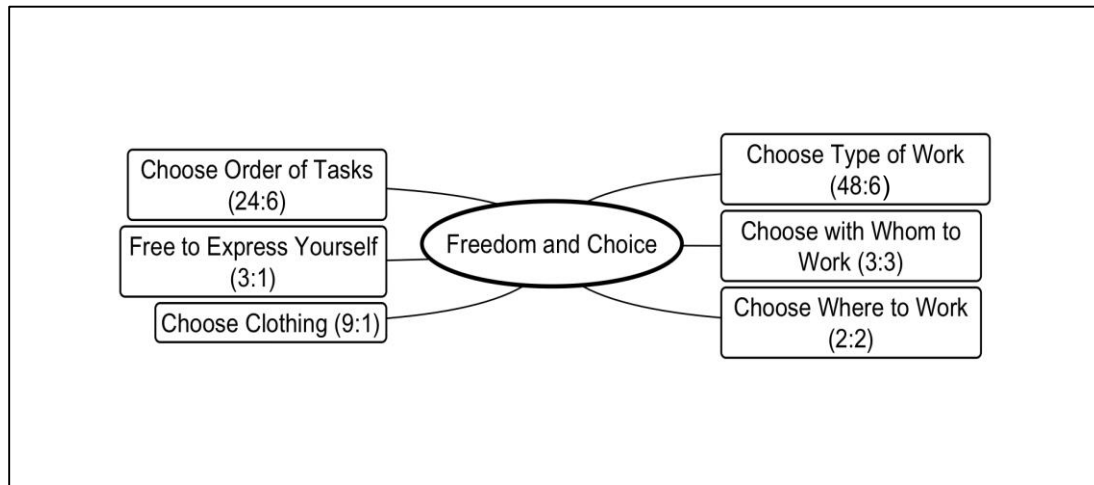 Choose Order of Tasks
(24:6)
Free to Express Yourself
(3:1)
Choose Clothing (9:1)
Freedom and Choice
Choose Type of Work
(48:6)
Choose with Whom to
Work (3:3)
Choose Where to Work
(2:2)